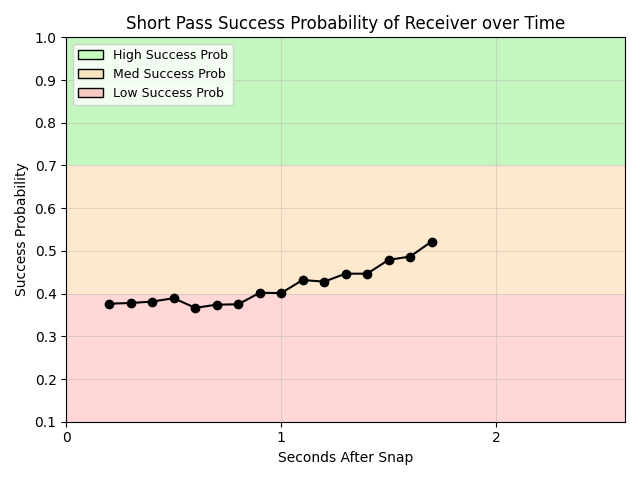 Short Pass Success Probability of Receiver over Time
1.0
High Success Prob
Med Success Prob
Low Success Prob
0.9
0.8
0.7
0.6
0.5
0.4
0.3
0.2
0.1
Success Probability
0
1
2
Seconds After Snap